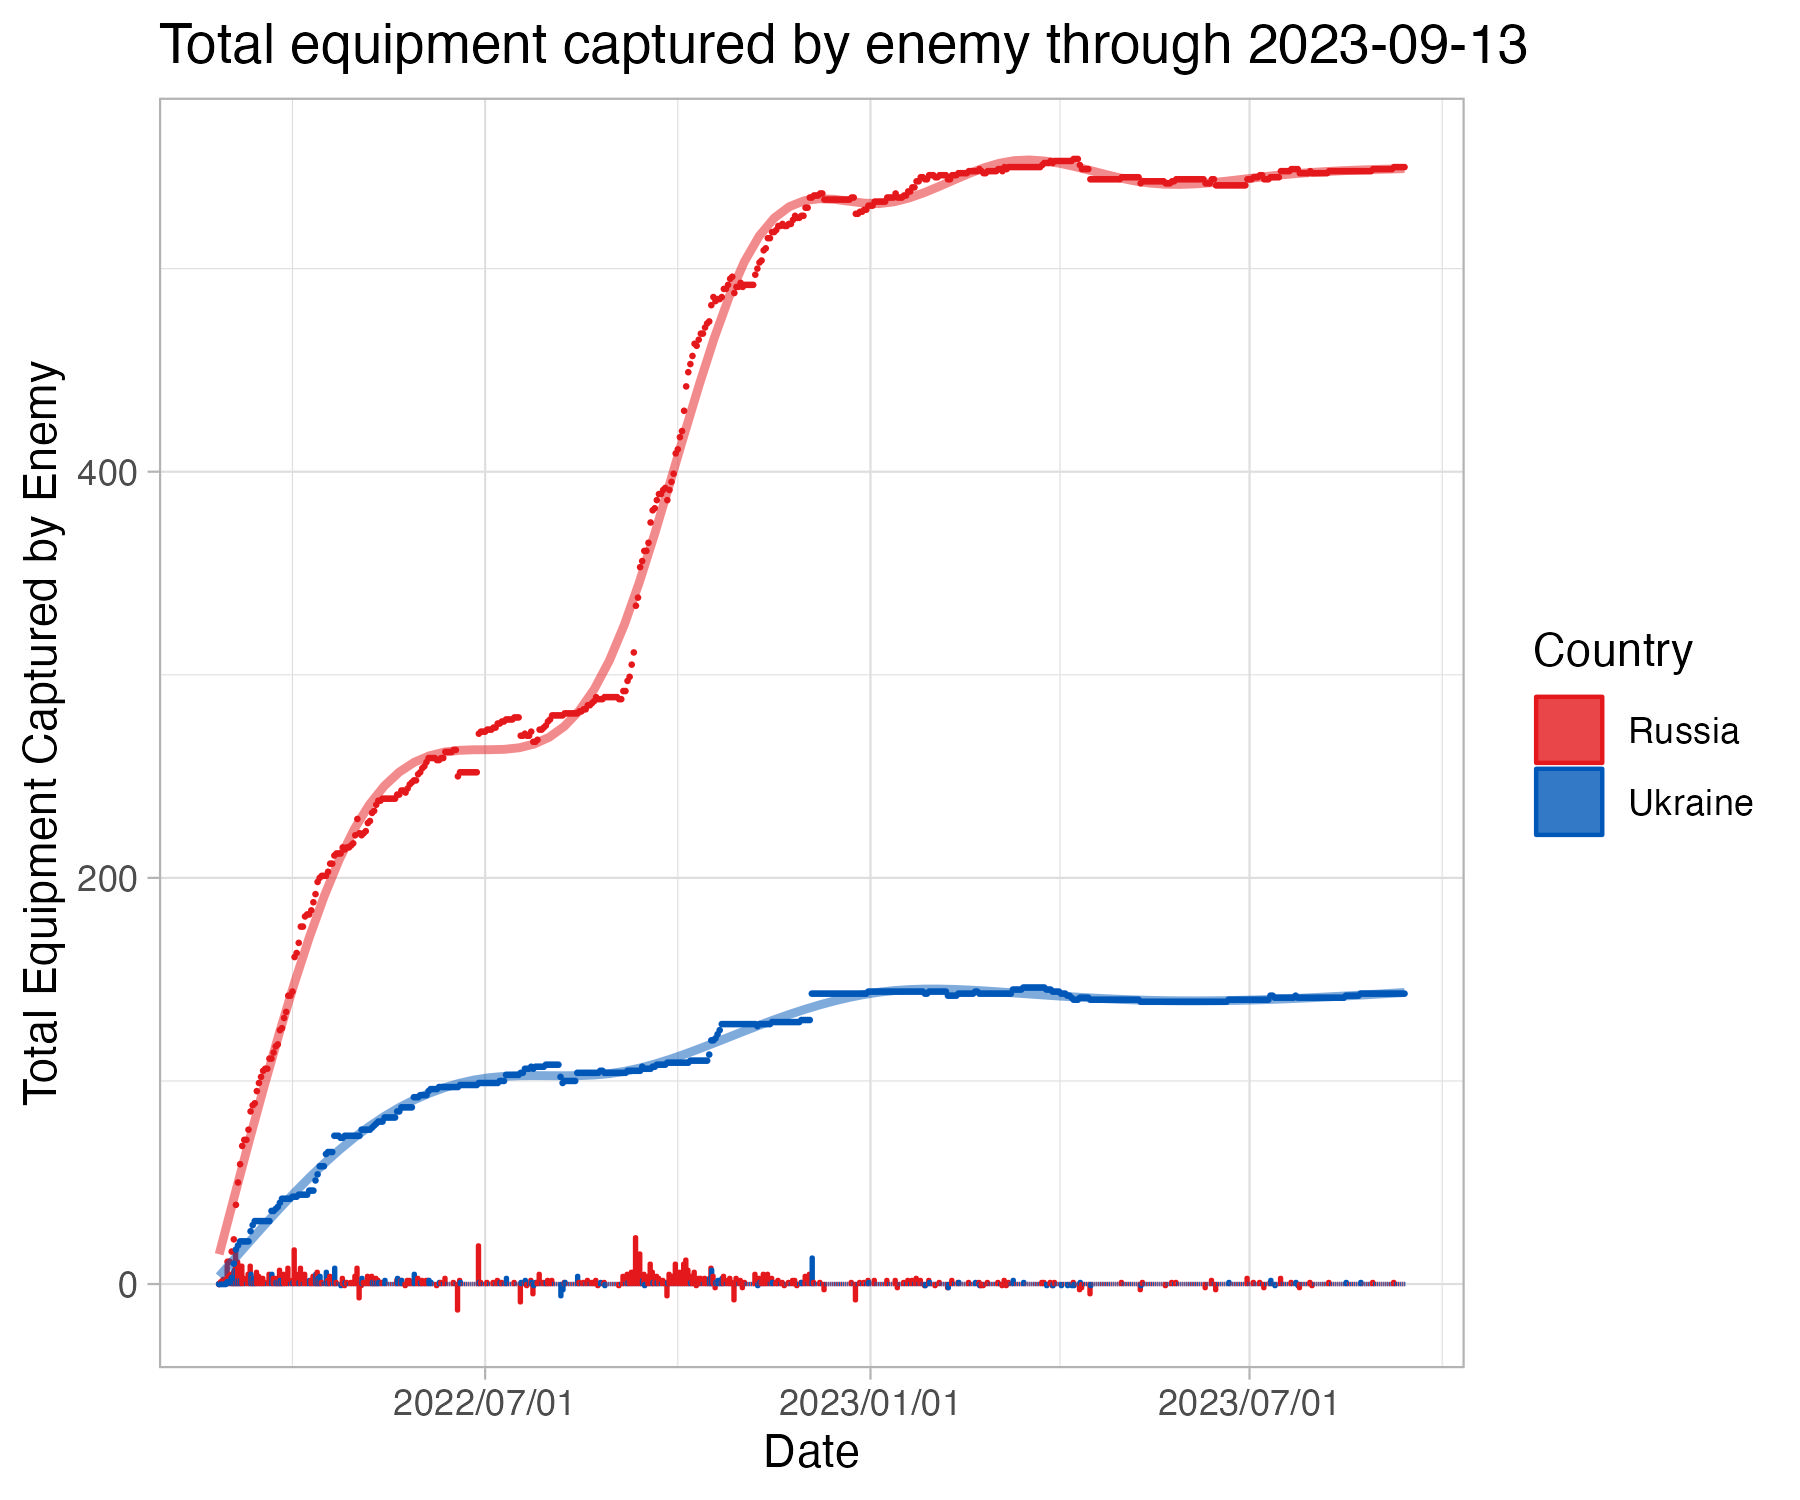 Total equipment captured by enemy through 2023-09-13
Total Equipment Captured by Enemy
400
200
0
2022/07/01
2023/01/01
2023/07/01
Date
Country
Russia
Ukraine